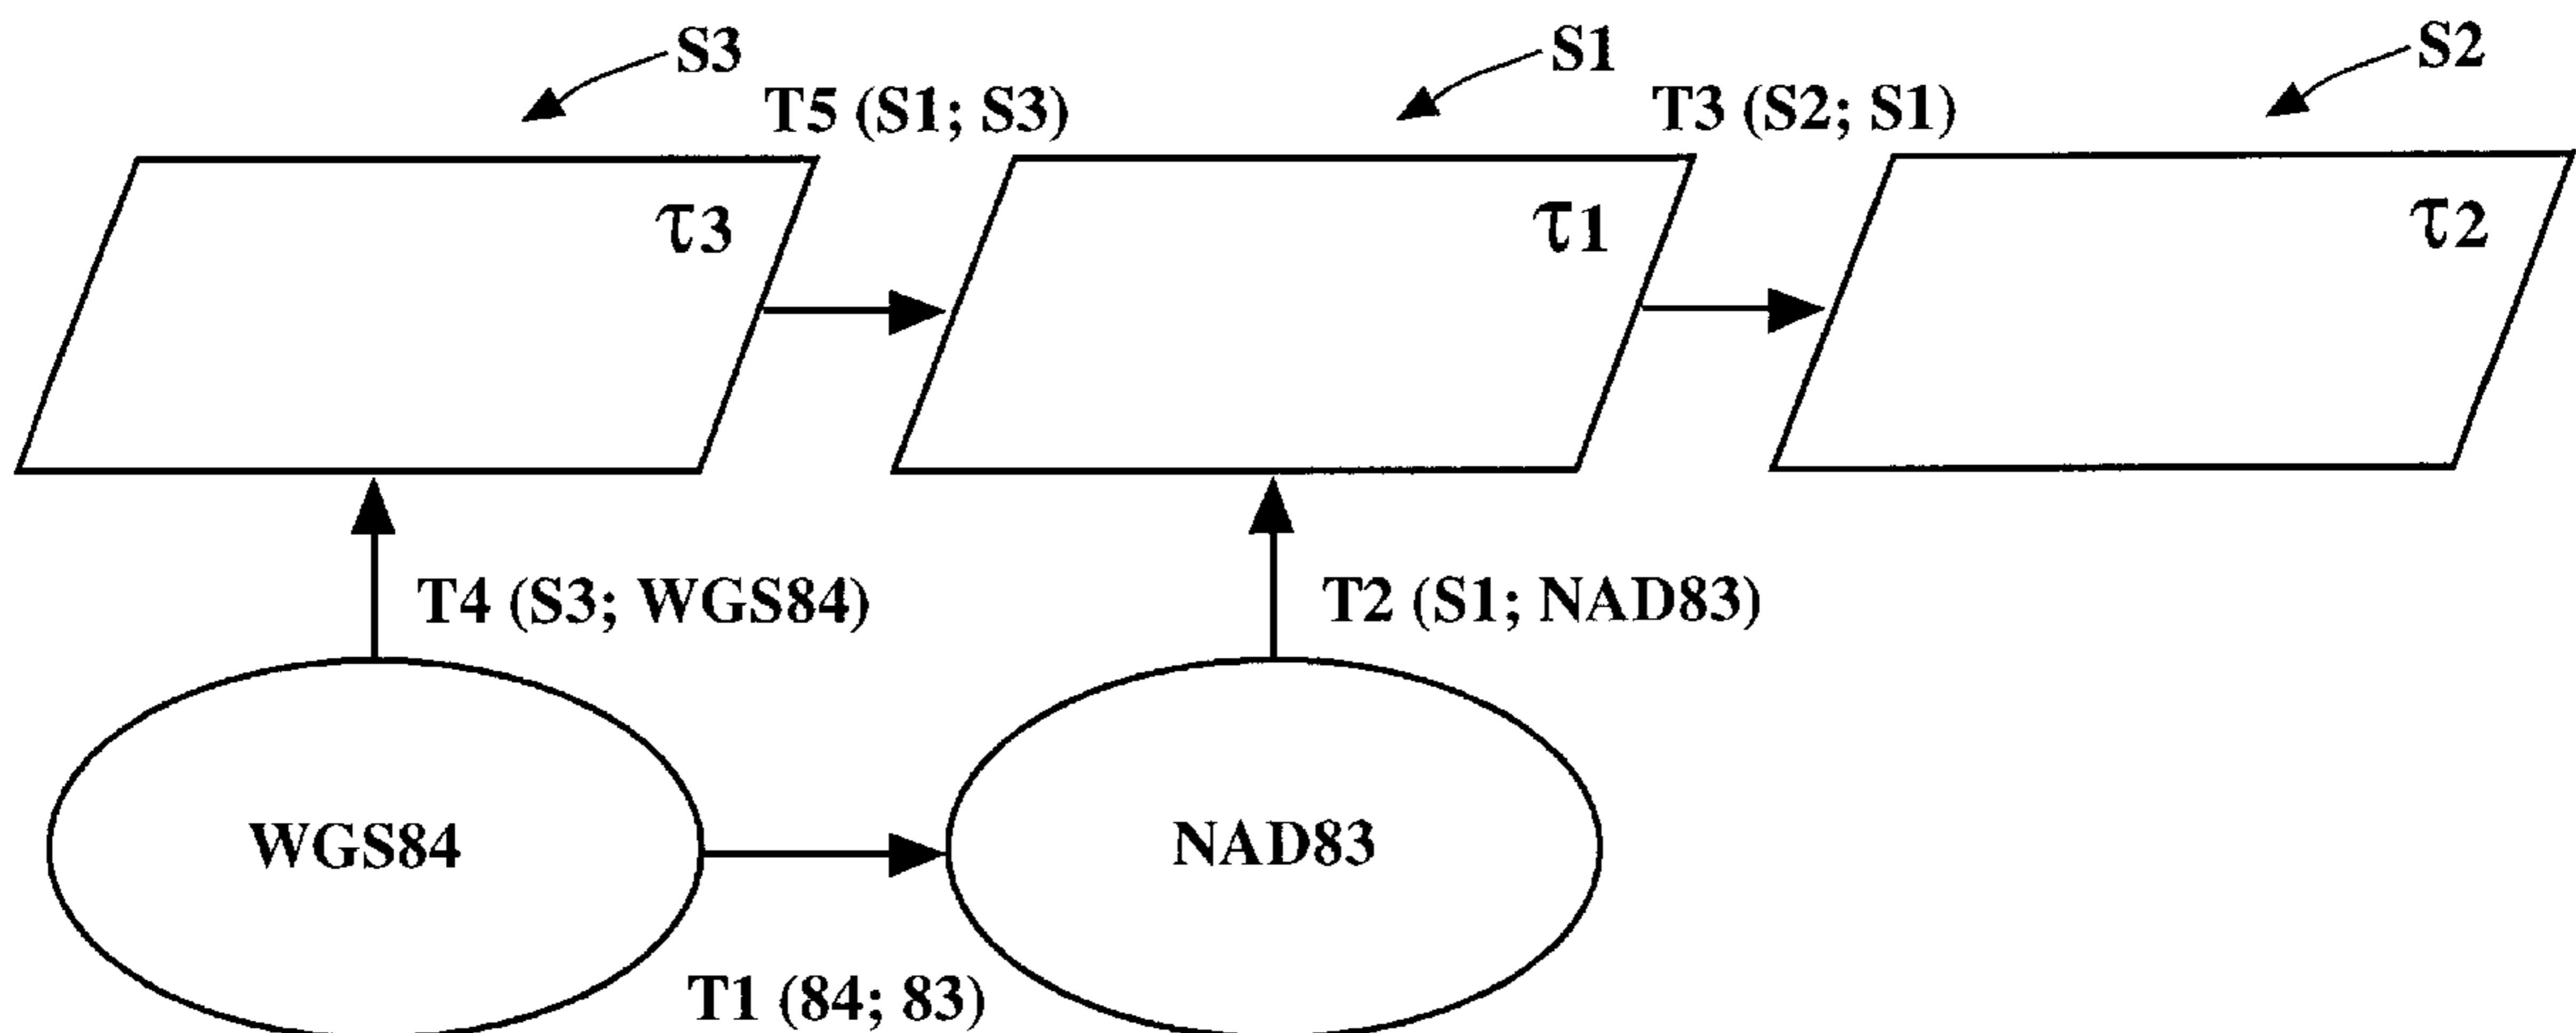 S3
S1
S2
T5 (S1; S3)
T3 (S2; S1)
τ3
τ1
τ2
T4 (S3; WGS84)
T2 (S1; NAD83)
WGS84
NAD83
T1 (84; 83)